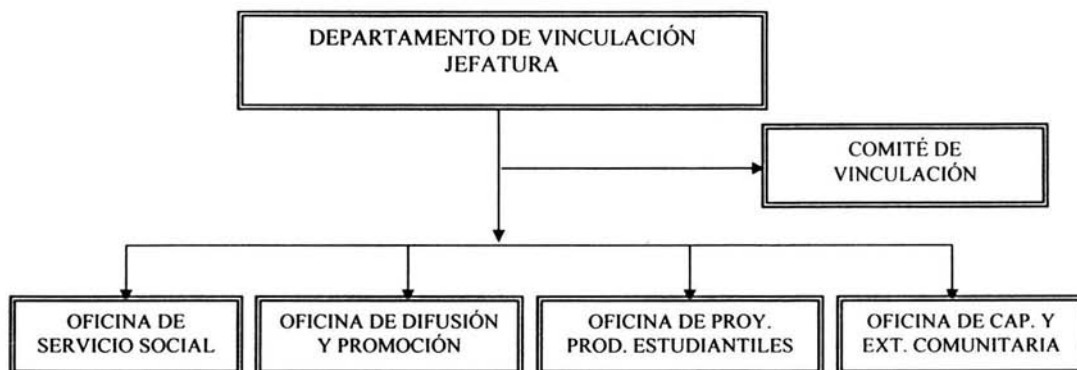 DEPARTAMENTO DE VINCULACIÓN
JEFATURA
COMITÉ DE
VINCULACIÓN
OFICINA DE
SERVICIO SOCIAL
OFICINA DE DIFUSIÓN
Y PROMOCIÓN
OFICINA DE PROY.
PROD. ESTUDIANTILES
OFICINA DE CAP. Y
EXT. COMUNITARIA